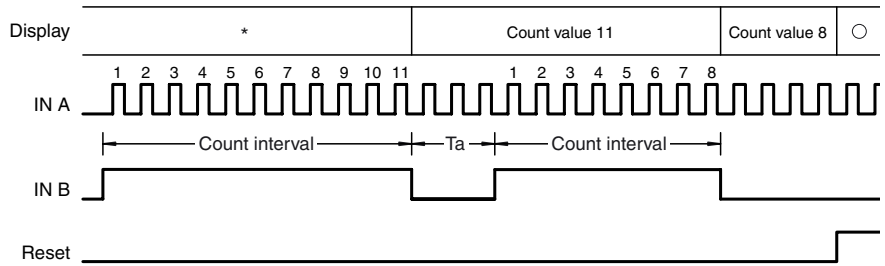 Display * Count value 11 Count value 8 ○
1 2 3 4 5 6 7 8 9 10 11 1 2 3 4 5 6 7 8
IN A
Count interval Ta Count interval
IN B
Reset